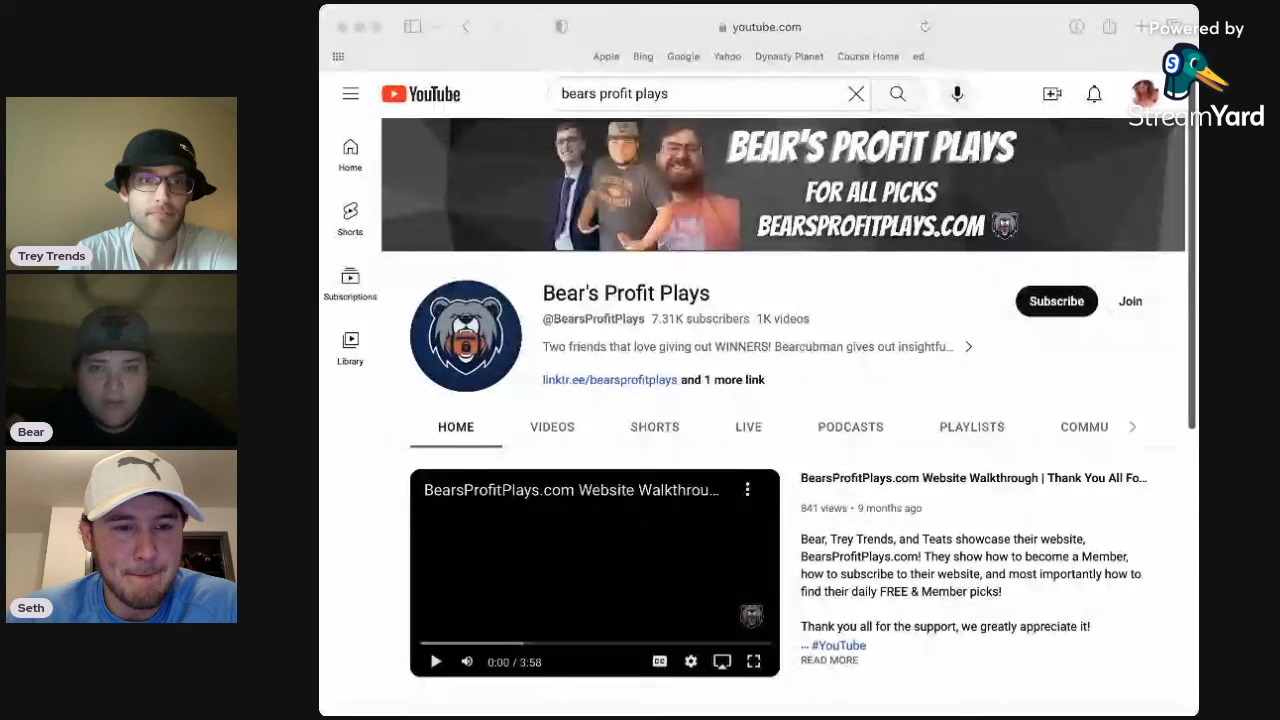 Powered by
StreamYard
youtube.com
Apple Bing Google Yahoo Dynasty Planet Course Home ed
YouTube
bears profit plays
BEAR'S PROFIT PLAYS
FOR ALL PICKS
BEARSPROFITPLAYS.COM
Home
Shorts
Subscriptions
Library
Bear's Profit Plays
@BearsProfitPlays 7.31K subscribers 1K videos
Two friends that love giving out WINNERS! Bearcubman gives out insightfu...
linktr.ee/bearsprofitplays and 1 more link
Subscribe
Join
HOME VIDEOS SHORTS LIVE PODCASTS PLAYLISTS COMMU
BearsProfitPlays.com Website Walkthrou...
0:00 / 3:58
CC
BearsProfitPlays.com Website Walkthrough | Thank You All Fo...
841 views • 9 months ago
Bear, Trey Trends, and Teats showcase their website,
BearsProfitPlays.com! They show how to become a Member,
how to subscribe to their website, and most importantly how to
find their daily FREE & Member picks!
Thank you all for the support, we greatly appreciate it!
... #YouTube
READ MORE
Trey Trends
Bear
Seth